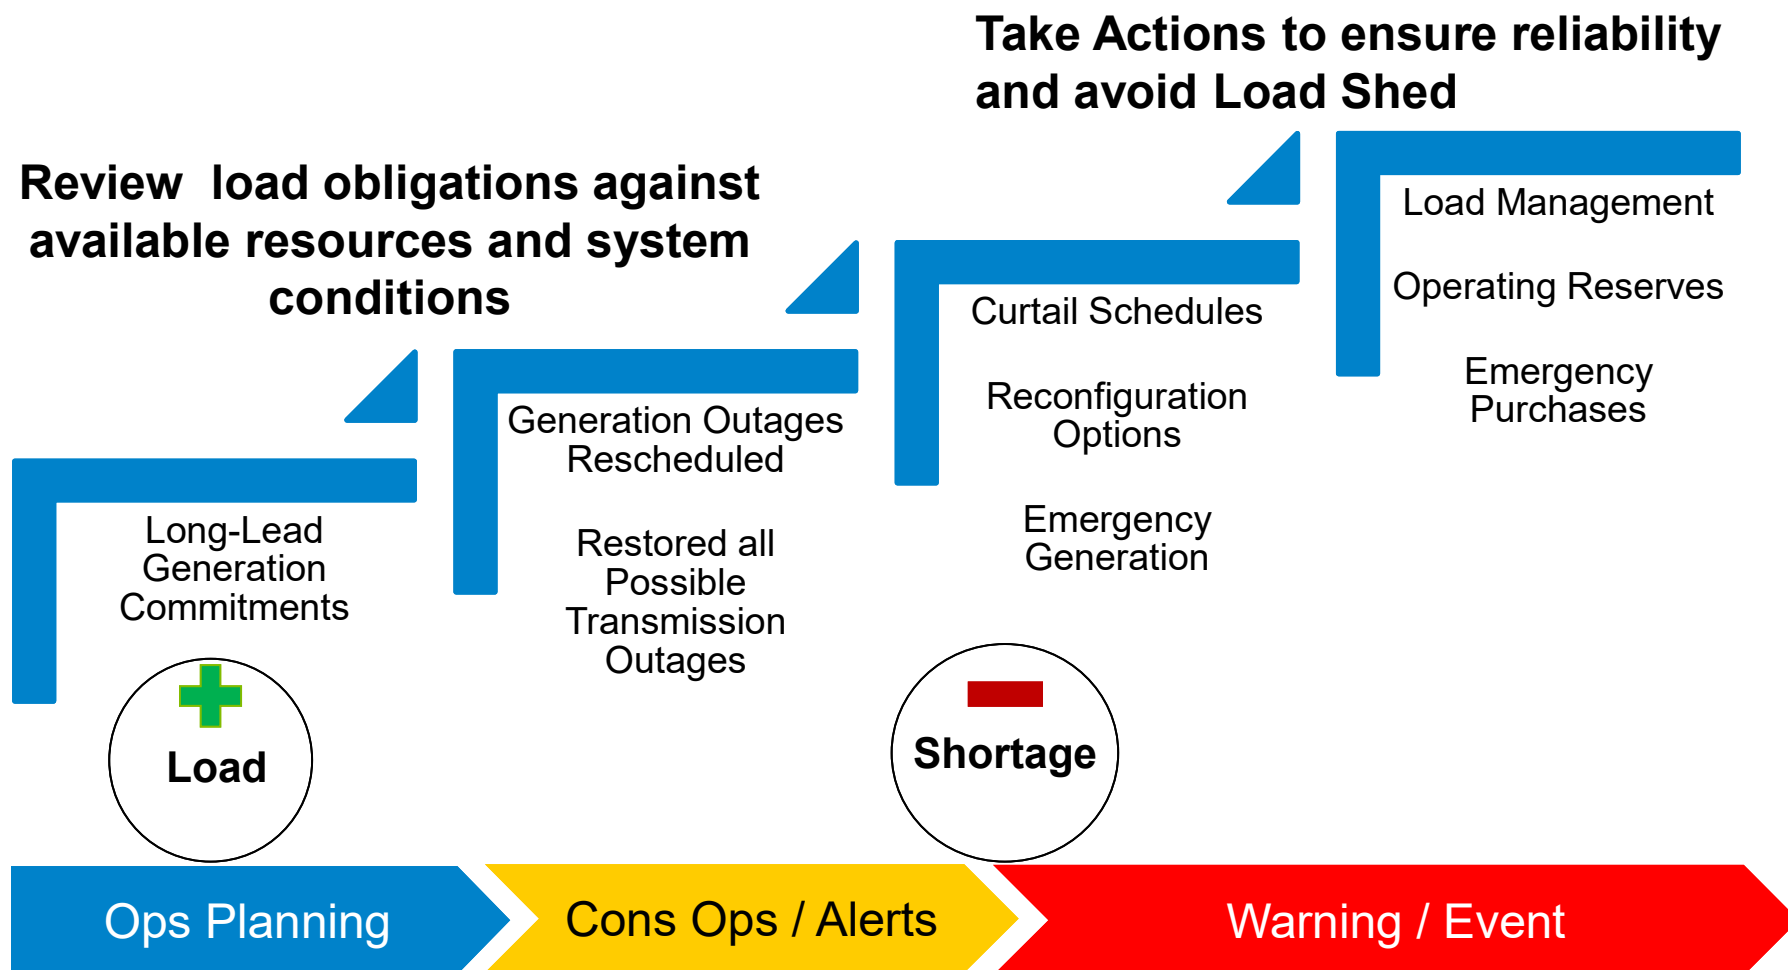 Take Actions to ensure reliability
and avoid Load Shed
Review load obligations against
available resources and system
conditions
Long-Lead
Generation
Commitments
Generation Outages
Rescheduled
Restored all
Possible
Transmission
Outages
Curtail Schedules
Reconfiguration
Options
Emergency
Generation
Load Management
Operating Reserves
Emergency
Purchases
Load
Shortage
Ops Planning
Cons Ops / Alerts
Warning / Event